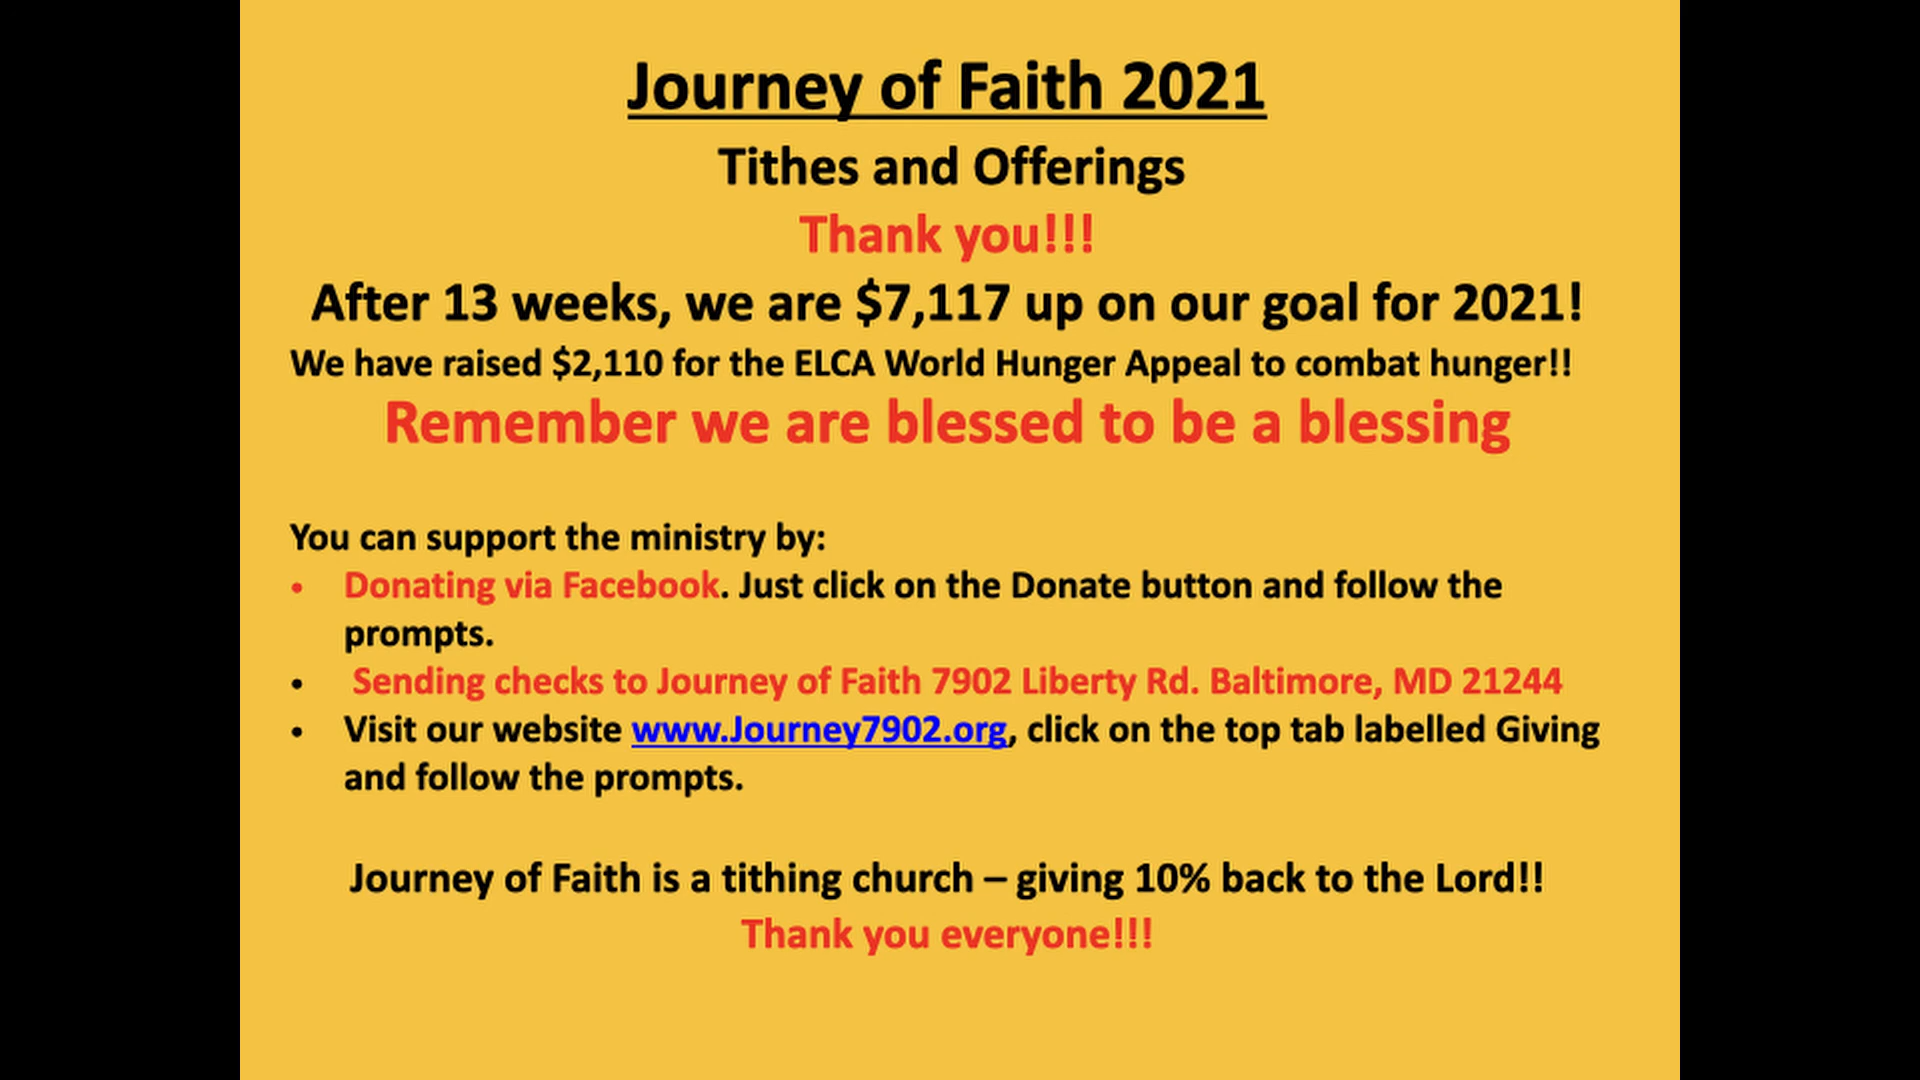 Journey of Faith 2021
Tithes and Offerings
Thank you!!!
After 13 weeks, we are $7,117 up on our goal for 2021!
We have raised $2,110 for the ELCA World Hunger Appeal to combat hunger!!
Remember we are blessed to be a blessing
You can support the ministry by:
• Donating via Facebook. Just click on the Donate button and follow the
prompts.
• Sending checks to Journey of Faith 7902 Liberty Rd. Baltimore, MD 21244
• Visit our website www.Journey7902.org, click on the top tab labelled Giving
and follow the prompts.
Journey of Faith is a tithing church – giving 10% back to the Lord!!
Thank you everyone!!!